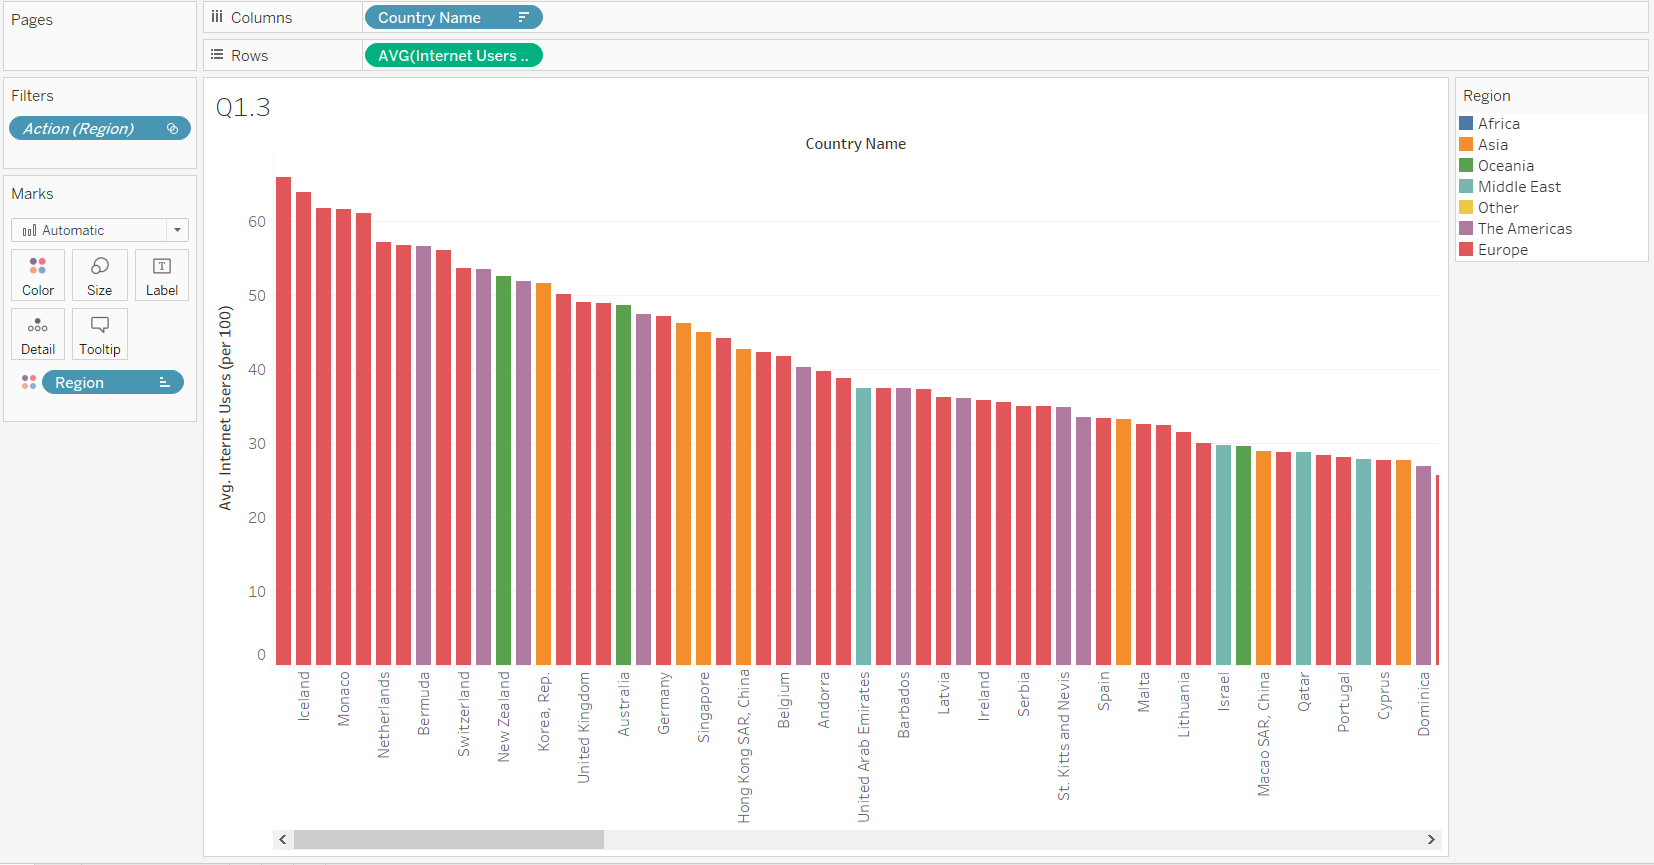 Pages
Columns
Country Name
Rows
AVG(Internet Users ..
Filters
Action (Region)
Marks
Automatic
Color
Size
Label
Detail
Tooltip
Region
Q1.3
Country Name
Avg. Internet Users (per 100)
60
50
40
30
20
10
0
Iceland
Monaco
Netherlands
Bermuda
Switzerland
New Zealand
Korea, Rep.
United Kingdom
Australia
Germany
Singapore
Hong Kong SAR, China
Belgium
Andorra
United Arab Emirates
Barbados
Latvia
Ireland
Serbia
St. Kitts and Nevis
Spain
Malta
Lithuania
Israel
Macao SAR, China
Qatar
Portugal
Cyprus
Dominica
Region
Africa
Asia
Oceania
Middle East
Other
The Americas
Europe